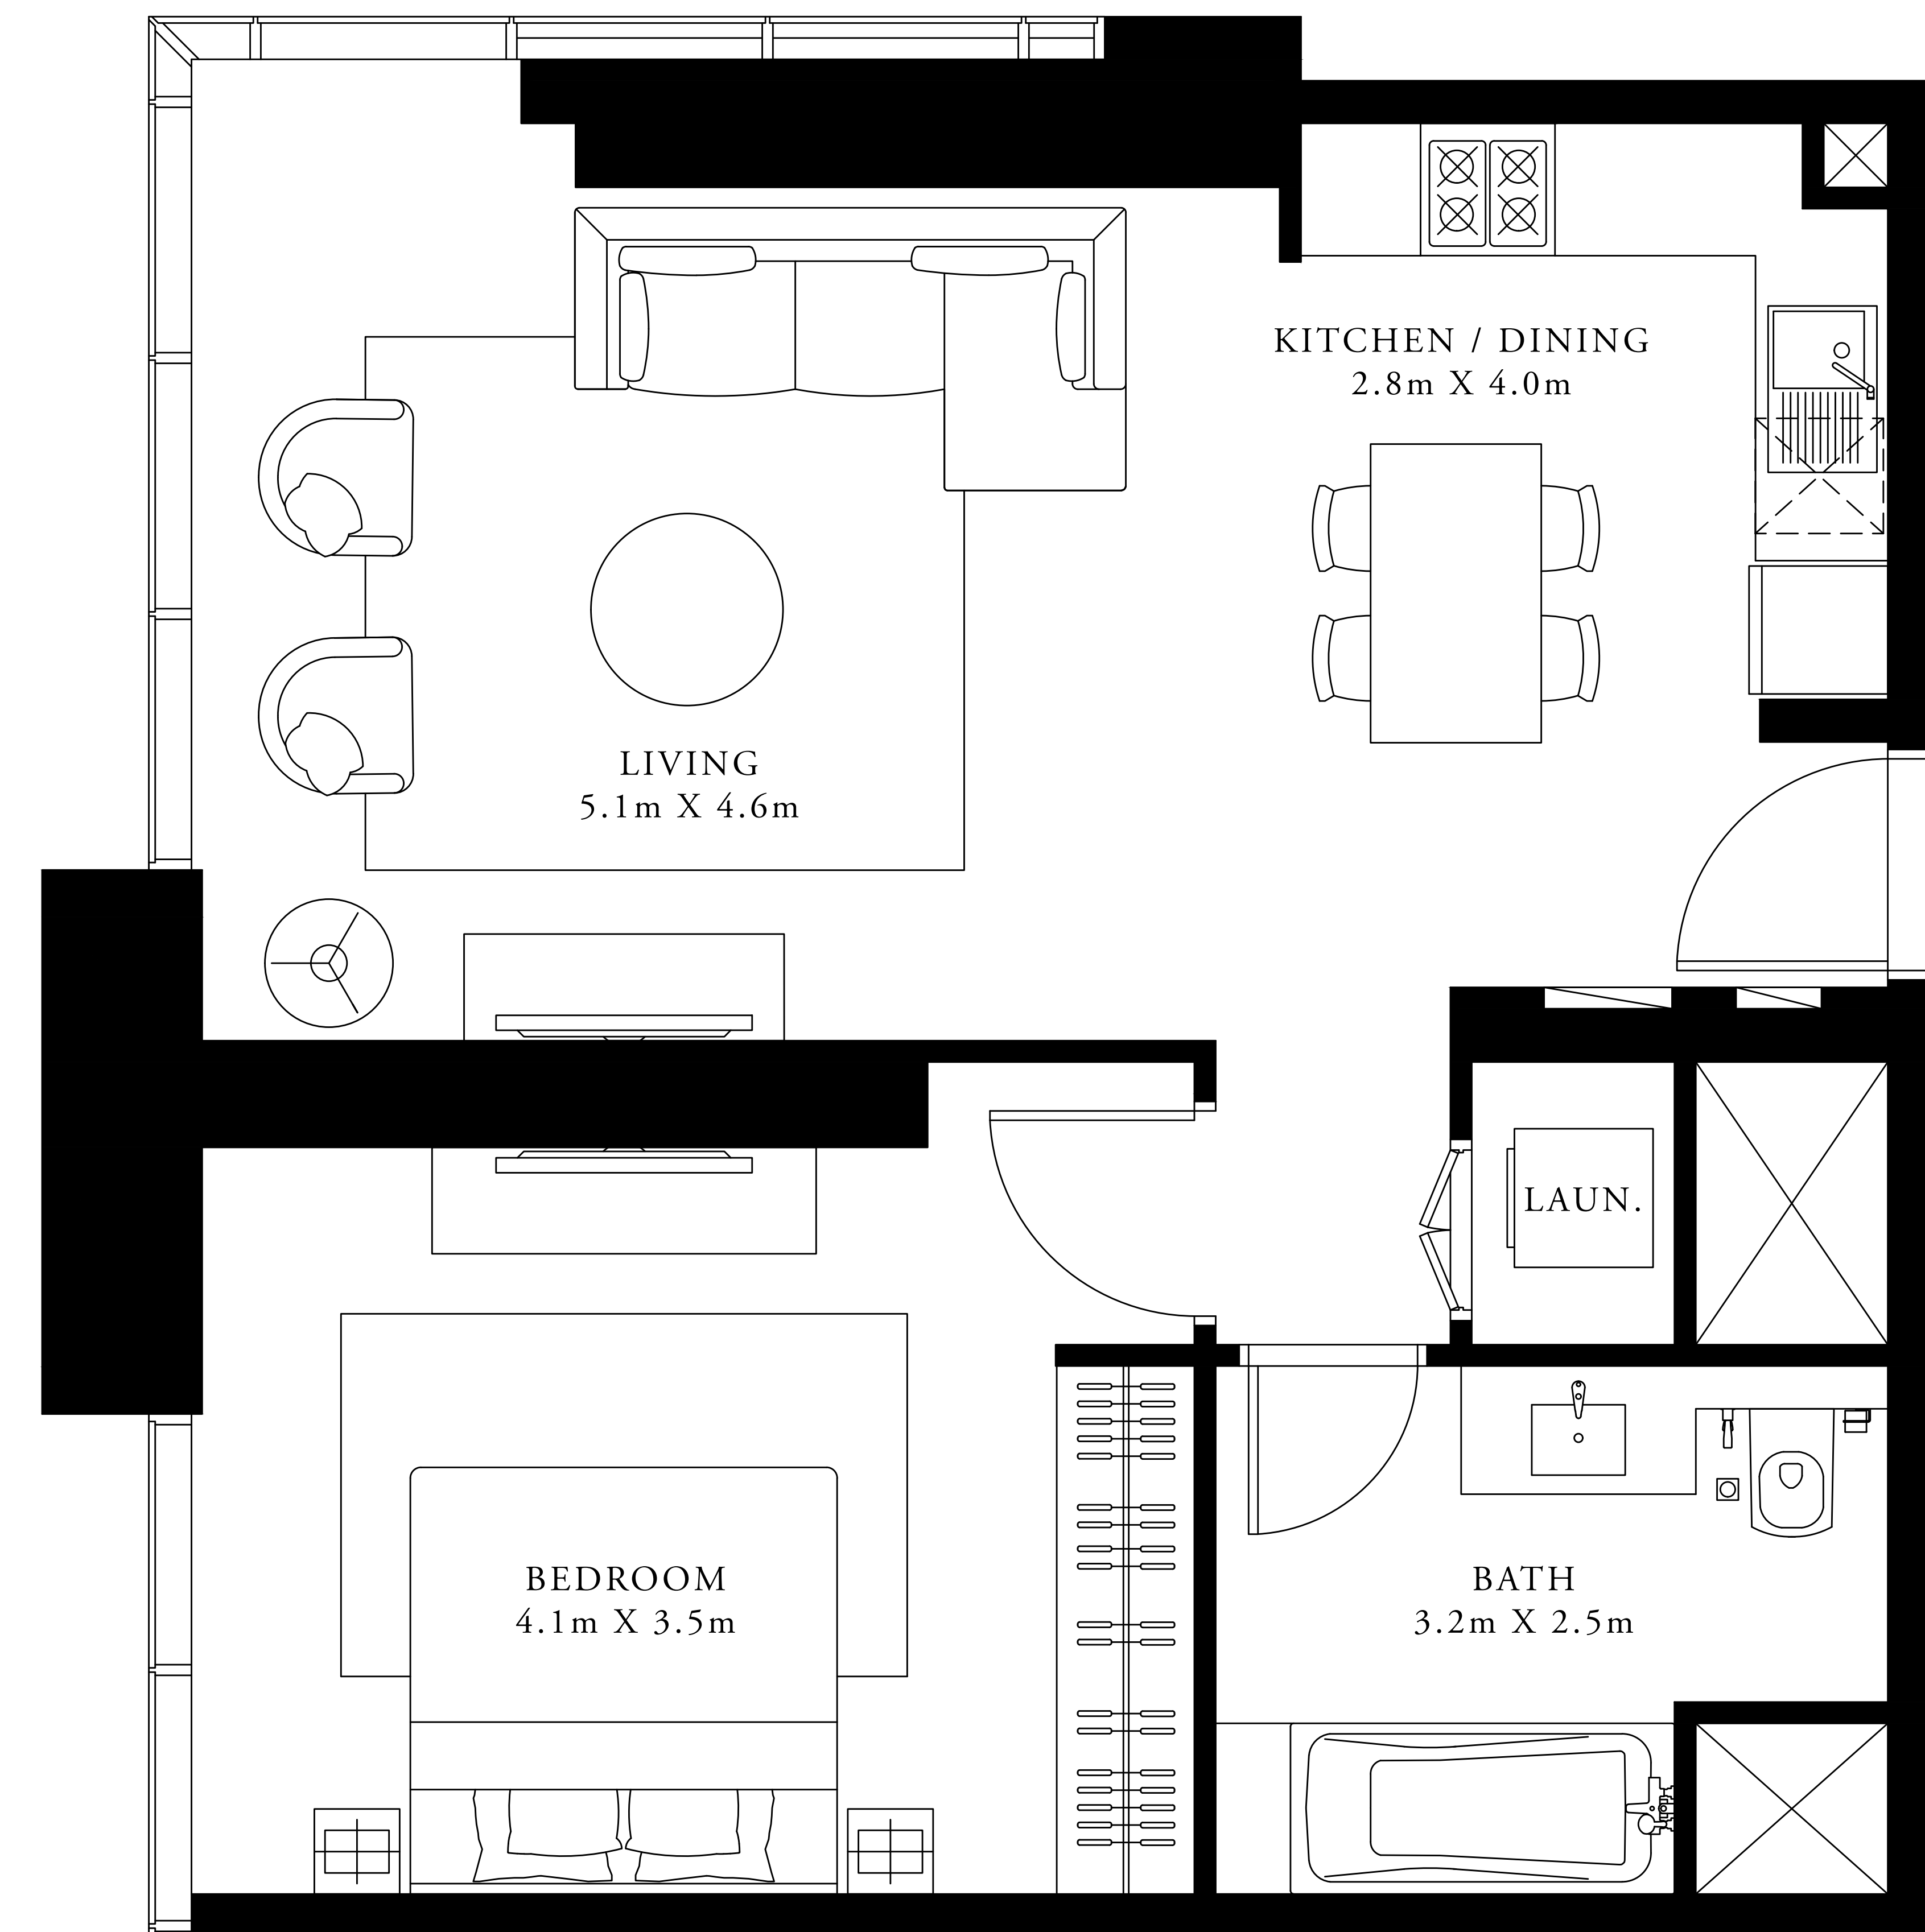 KITCHEN / DINING
2.8m X 4.0m
LIVING
5.1m X 4.6m
LAUN.
BEDROOM
4.1m X 3.5m
BATH
3.2m X 2.5m